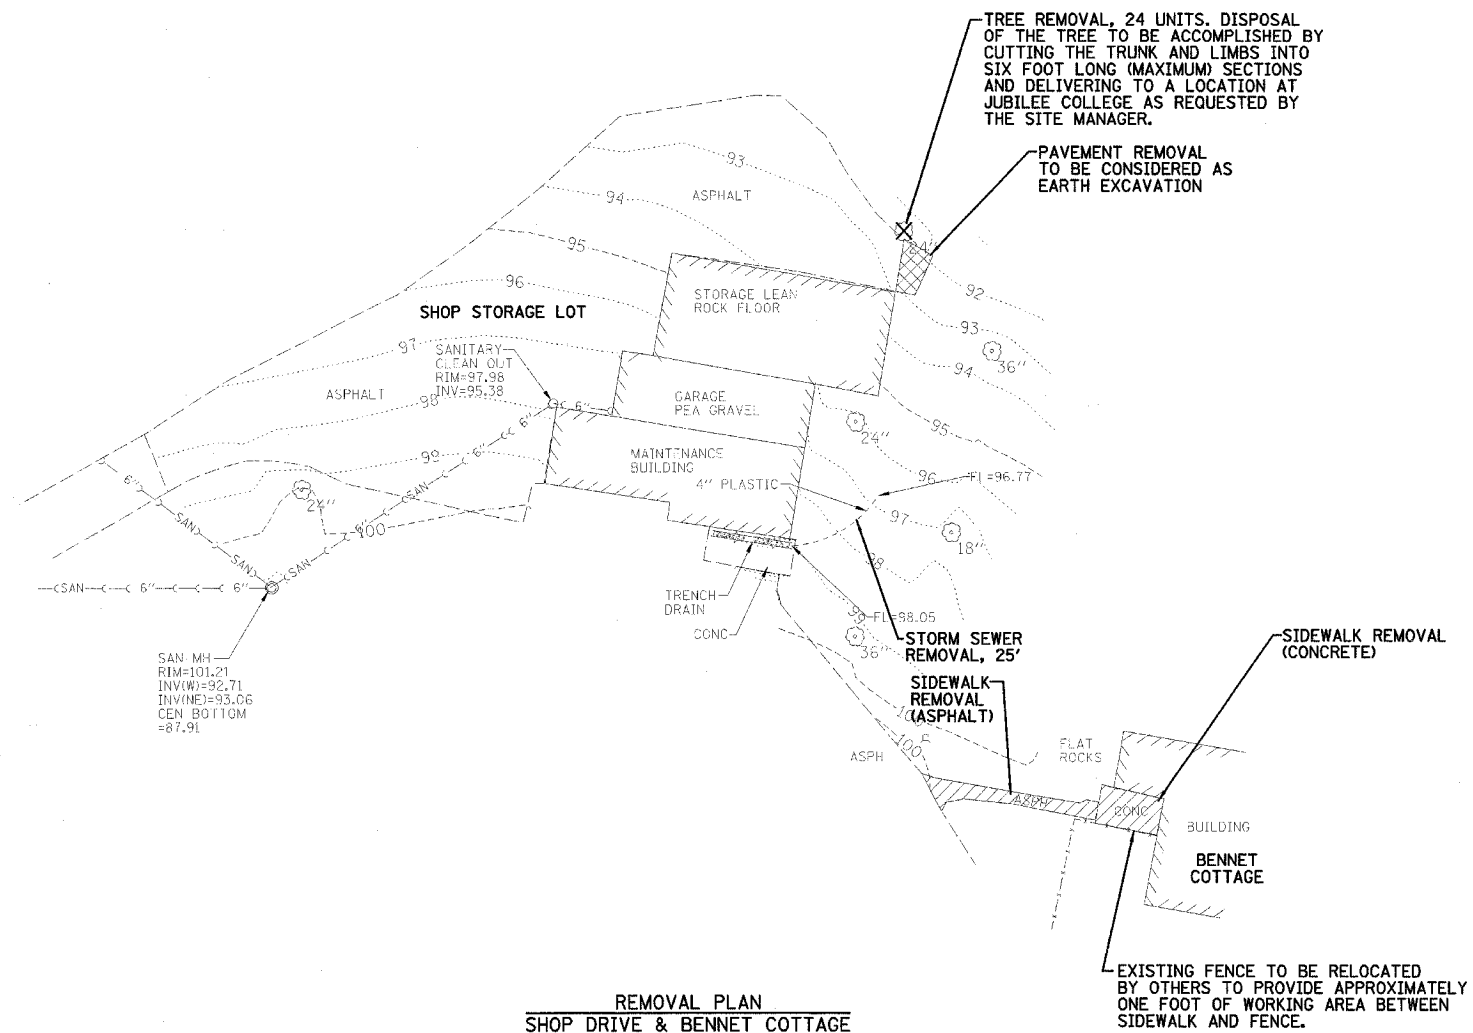 TREE REMOVAL, 24 UNITS. DISPOSAL
OF THE TREE TO BE ACCOMPLISHED BY
CUTTING THE TRUNK AND LIMBS INTO
SIX FOOT LONG (MAXIMUM) SECTIONS
AND DELIVERING TO A LOCATION AT
JUBILEE COLLEGE AS REQUESTED BY
THE SITE MANAGER.
PAVEMENT REMOVAL
TO BE CONSIDERED AS
EARTH EXCAVATION
93
ASPHALT
94
95
24"
96
92
STORAGE LEAN
ROCK FLOOR
SHOP STORAGE LOT
93
97
SANITARY
CLEAN OUT
RIM=97.98
INV=95.38
36"
94
ASPHALT
98
6"
6"
GARAGE
PEA GRAVEL
24"
95
99
MAINTENANCE
BUILDING
96
6"
6"
4" PLASTIC
FL=96.77
SAN
24"
97
SAN
6"
100
18"
SAN
SAN
98
SAN
6"
6"
TRENCH
DRAIN
99
FL=98.05
CONC
36"
STORM SEWER
REMOVAL, 25'
SIDEWALK REMOVAL
(CONCRETE)
SAN MH
RIM=101.21
INV(W)=92.71
INV(NE)=93.06
CEN BOTTOM
=87.91
SIDEWALK
REMOVAL
(ASPHALT)
100
100
ASPH
FLAT
ROCKS
ASPH
CONC
BUILDING
BENNET
COTTAGE
EXISTING FENCE TO BE RELOCATED
BY OTHERS TO PROVIDE APPROXIMATELY
ONE FOOT OF WORKING AREA BETWEEN
SIDEWALK AND FENCE.
REMOVAL PLAN
SHOP DRIVE & BENNET COTTAGE